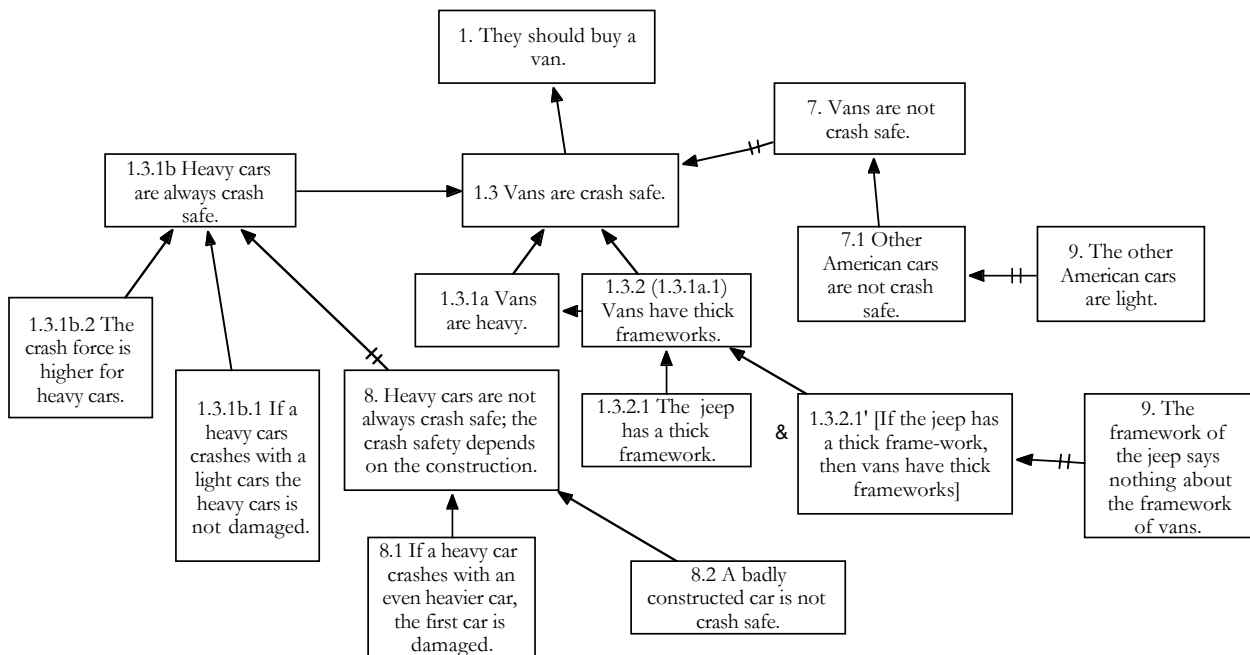 1. They should buy a
van.
7. Vans are not
crash safe.
1.3.1b Heavy cars
are always crash
safe.
1.3 Vans are crash safe.
7.1 Other
American cars
are not crash
safe.
9. The other
American cars
are light.
1.3.1a Vans
are heavy.
1.3.2 (1.3.1a.1)
Vans have thick
frameworks.
1.3.1b.2 The
crash force is
higher for
heavy cars.
1.3.1b.1 If a
heavy cars
crashes with a
light cars the
heavy cars is
not damaged.
8. Heavy cars are not
always crash safe; the
crash safety depends
on the construction.
1.3.2.1 The jeep
has a thick
framework.
&
1.3.2.1' [If the jeep has
a thick frame-work,
then vans have thick
frameworks]
9. The
framework of
the jeep says
nothing about
the framework
of vans.
8.1 If a heavy car
crashes with an
even heavier car,
the first car is
damaged.
8.2 A badly
constructed car is not
crash safe.